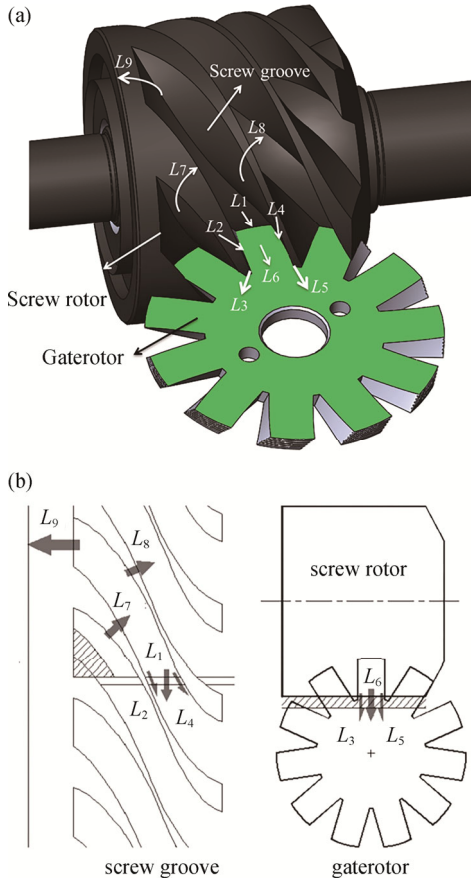 (a)
L9
Screw groove
L8
L7
L1
L4
L2
L6
L5
L3
Screw rotor
Gaterotor
(b)
L9
L8
screw rotor
L7
L1
L6
L2
L4
L3
L5
+
screw groove
gaterotor